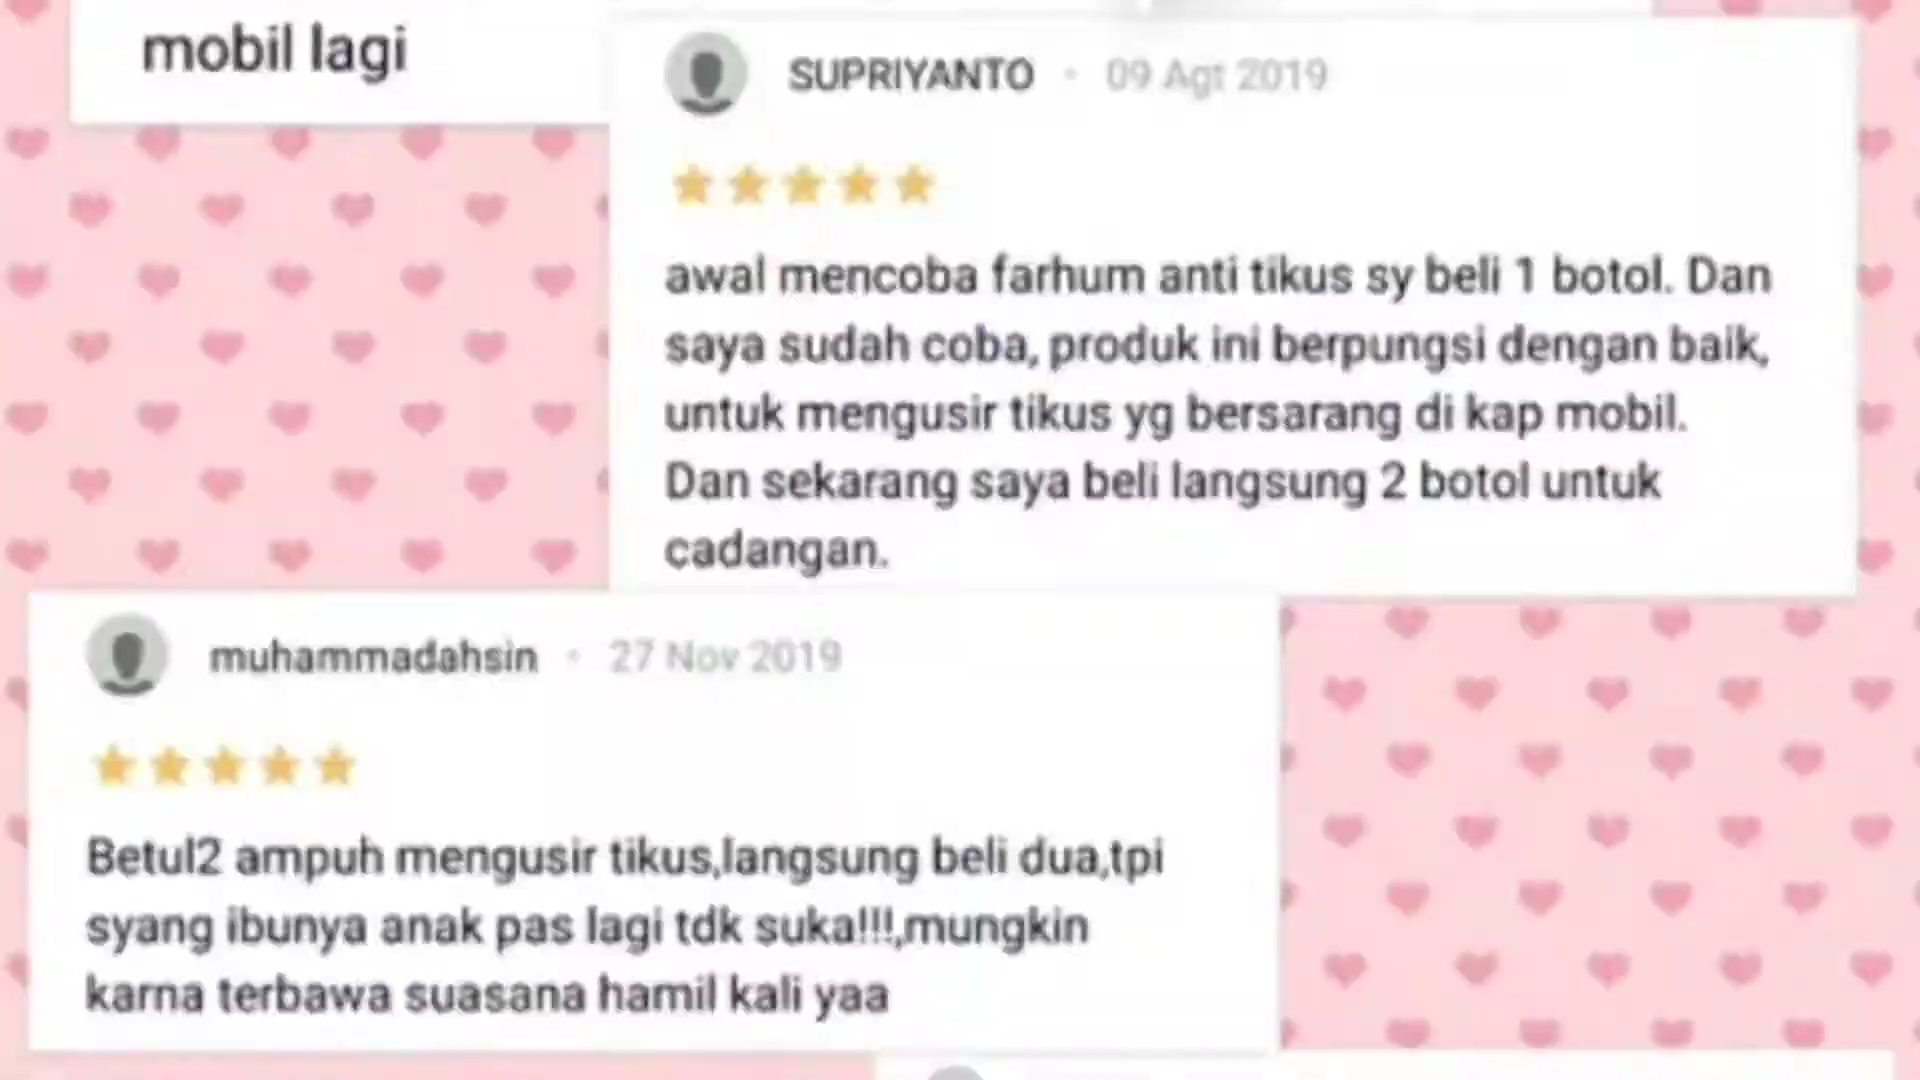 mobil lagi
SUPRIYANTO • 09 Agt 2019
awal mencoba farhum anti tikus sy beli 1 botol. Dan
saya sudah coba, produk ini berpungsi dengan baik,
untuk mengusir tikus yg bersarang di kap mobil.
Dan sekarang saya beli langsung 2 botol untuk
cadangan.
muhammadahsin • 27 Nov 2019
Betul2 ampuh mengusir tikus,langsung beli dua,tpi
syang ibunya anak pas lagi tdk suka!!!,mungkin
karna terbawa suasana hamil kali yaa